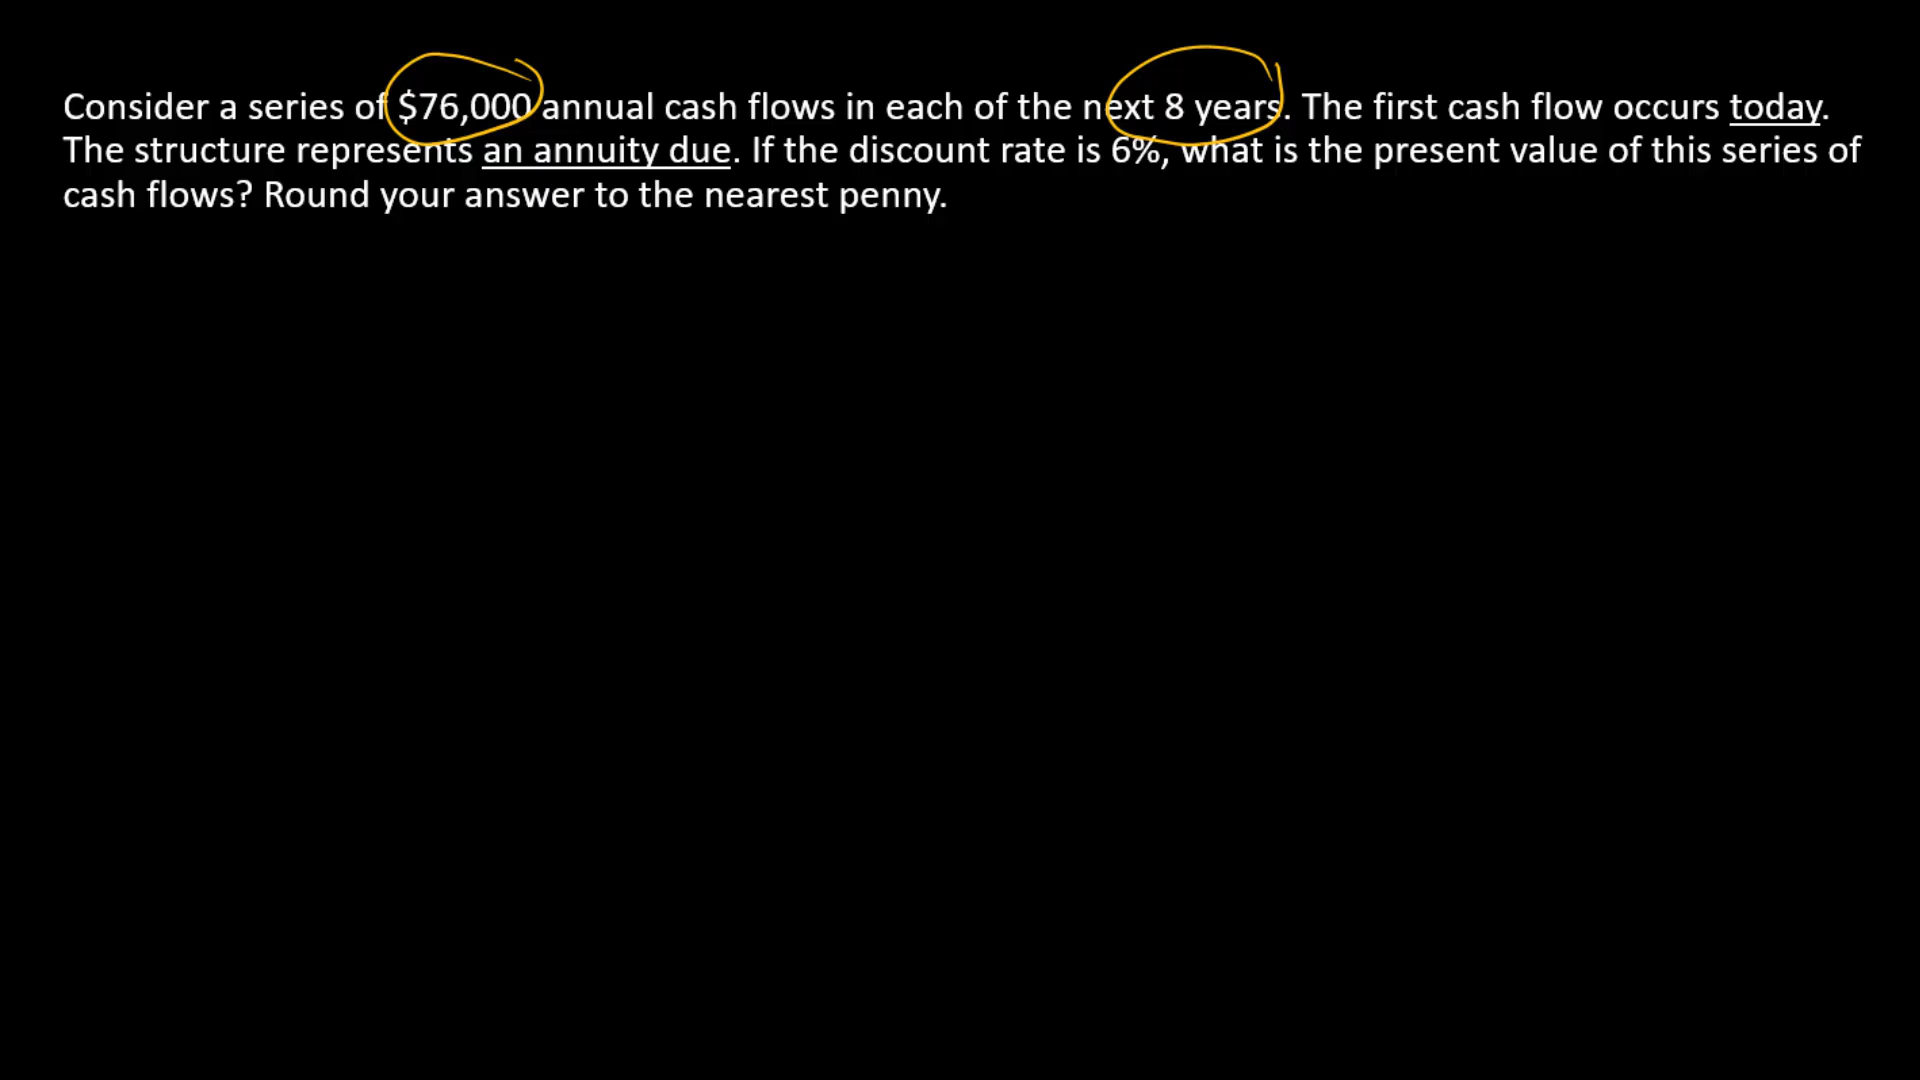 Consider a series of $76,000 annual cash flows in each of the next 8 years. The first cash flow occurs today.
The structure represents an annuity due. If the discount rate is 6%, what is the present value of this series of
cash flows? Round your answer to the nearest penny.